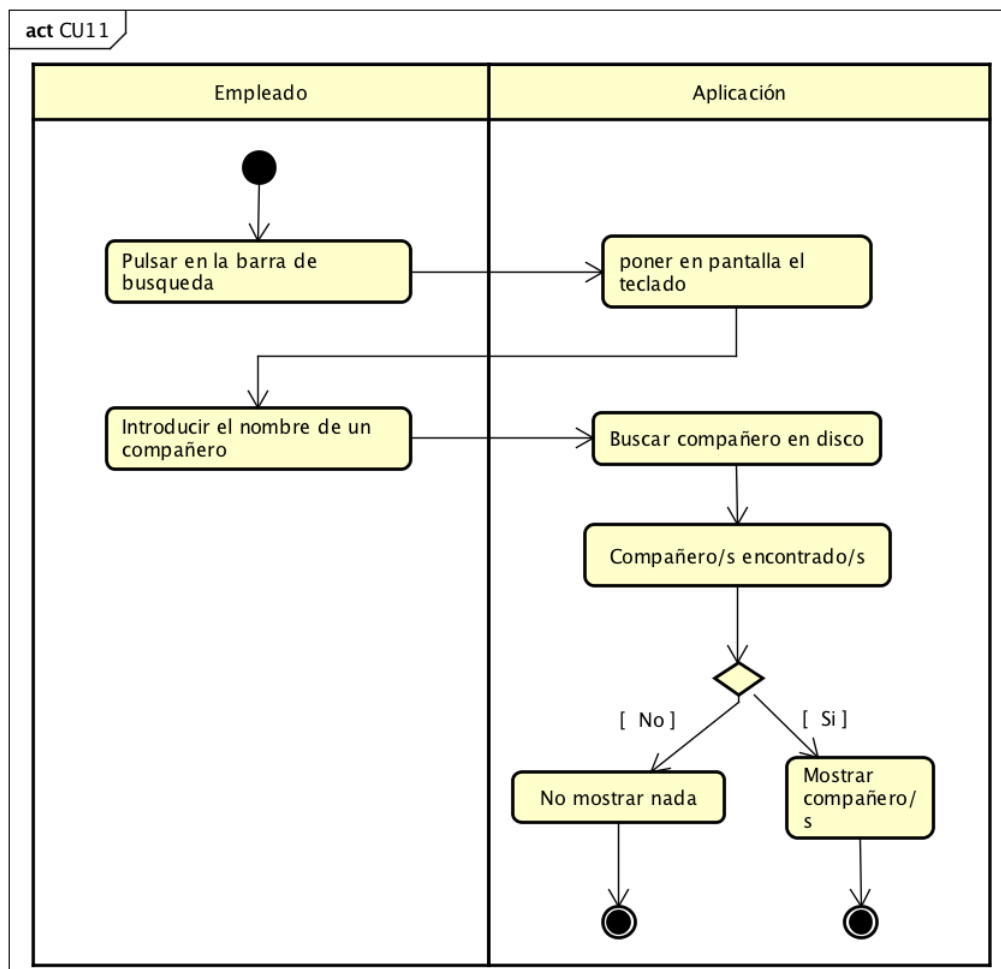 act CU11
Empleado
Aplicación
Pulsar en la barra de
busqueda
poner en pantalla el
teclado
Introducir el nombre de un
compañero
Buscar compañero en disco
Compañero/s encontrado/s
[ No ]
[ Si ]
No mostrar nada
Mostrar
compañero/
s